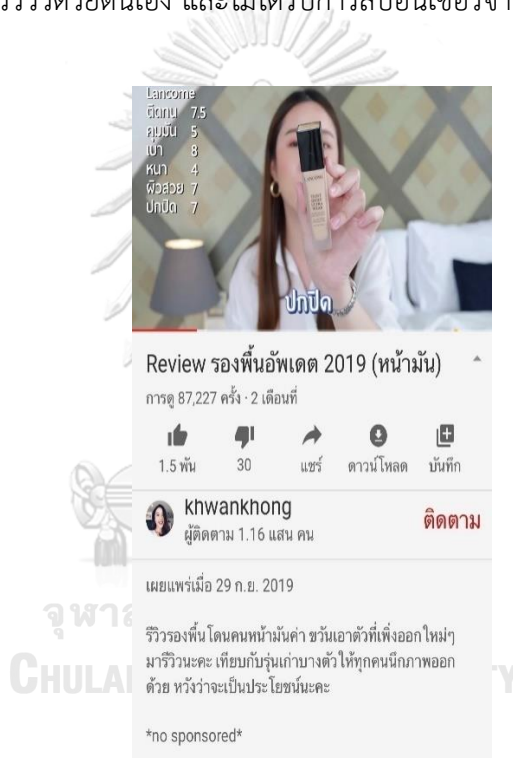 Lancome
ติดทน 7.5
คุมมัน 5
เบา 8
หนา 4
ผิวสวย 7
ปกปิด 7
ปกปิด
Review รองพื้นอัพเดต 2019 (หน้ามัน)
การดู 87,227 ครั้ง · 2 เดือนที่
1.5 พัน 30 แชร์ ดาวน์โหลด บันทึก
khwankhong
ติดตาม
ผู้ติดตาม 1.16 แสน คน
เผยแพร่เมื่อ 29 ก.ย. 2019
รีวิวรองพื้น โดนคนหน้ามันค่า ขวันเอาตัวที่เพิ่งออกใหม่ๆ
มารีวิวนะคะ เทียบกับรุ่นเก่าบางตัวให้ทุกคนนึกภาพออก
ด้วย หวังว่าจะเป็นประโยชน์นะคะ
*no sponsored*